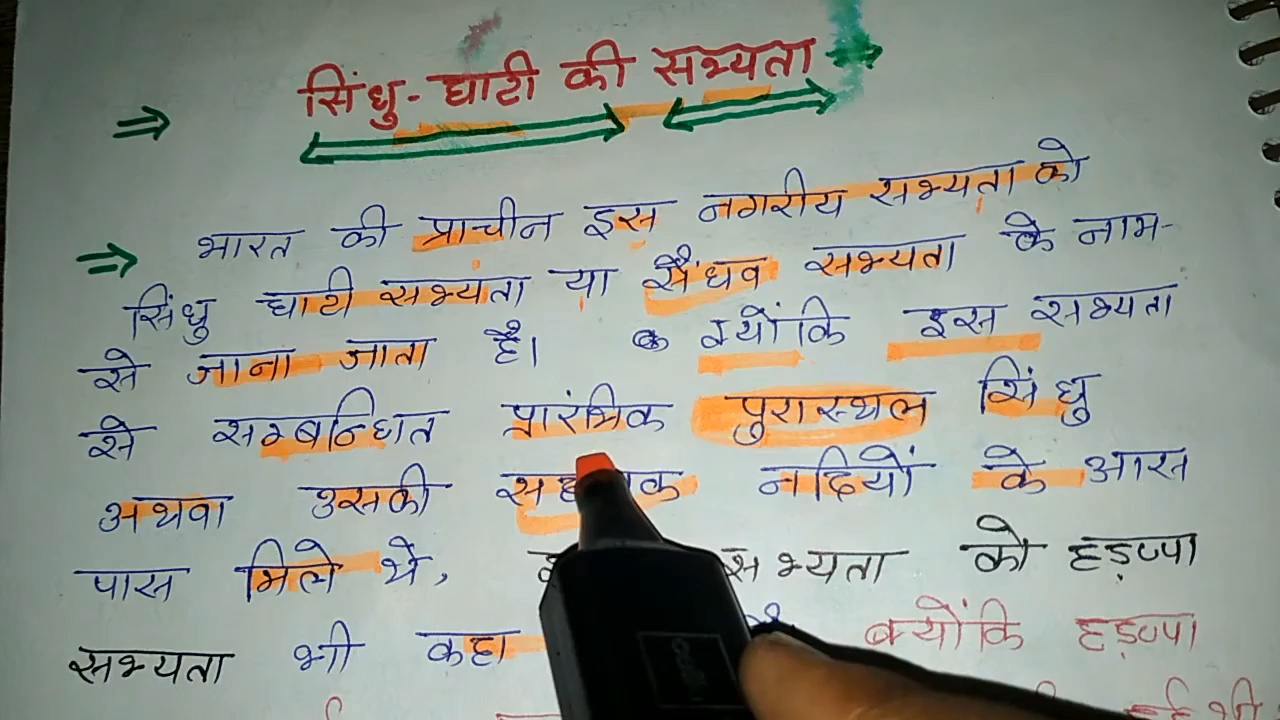 ⇒ सिंधु-घाटी की सभ्यता ⇒
⇒ भारत की प्राचीन इस नगरीय सभ्यता को
सिंधु घाटी सभ्यता या सैंधव सभ्यता के नाम-
से जाना जाता है। क्योंकि इस सभ्यता
से सम्बन्धित प्रारंभिक पुरास्थल सिंधु
अथवा उसकी नदियों के आस
पास मिले थे, सभ्यता को हड़प्पा
सभ्यता भी कहा क्योंकि हड़प्पा